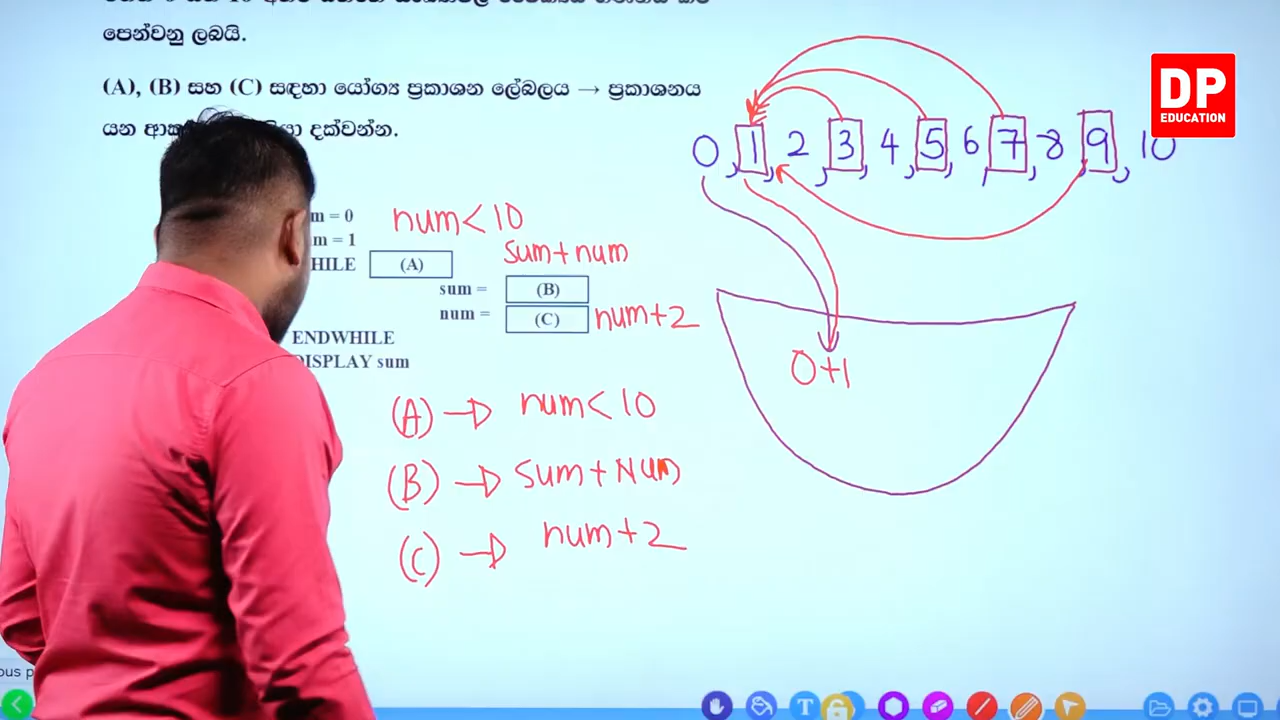 පෙන්වනු ලබයි.
(A), (B) සහ (C) සඳහා යෝග්‍ය ප්‍රකාශන ලේබලය → ප්‍රකාශනය
යන දක්වන්න.
DP
EDUCATION
0, 1, 2, 3, 4, 5, 6, 7, 8, 9, 10
m = 0
num<10
m = 1
HILE (A)
sum+num
sum = (B)
num = (C) num+2
ENDWHILE
DISPLAY sum
0+1
(A) → num<10
(B) → sum+Num
(C) → num+2
ous p